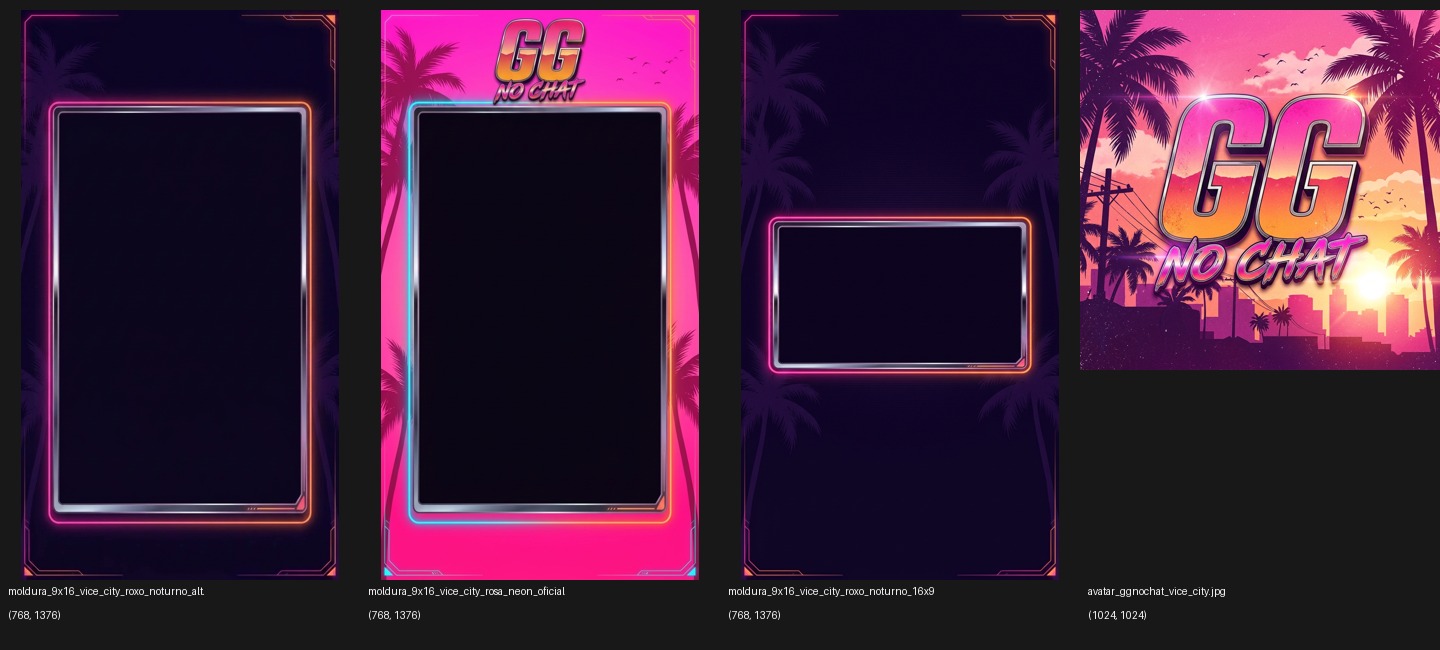 GG
NO CHAT
GG
NO CHAT
moldura_9x16_vice_city_roxo_noturno_alt
(768, 1376)
moldura_9x16_vice_city_rosa_neon_oficial
(768, 1376)
moldura_9x16_vice_city_roxo_noturno_16x9
(768, 1376)
avatar_ggnochat_vice_city.jpg
(1024, 1024)